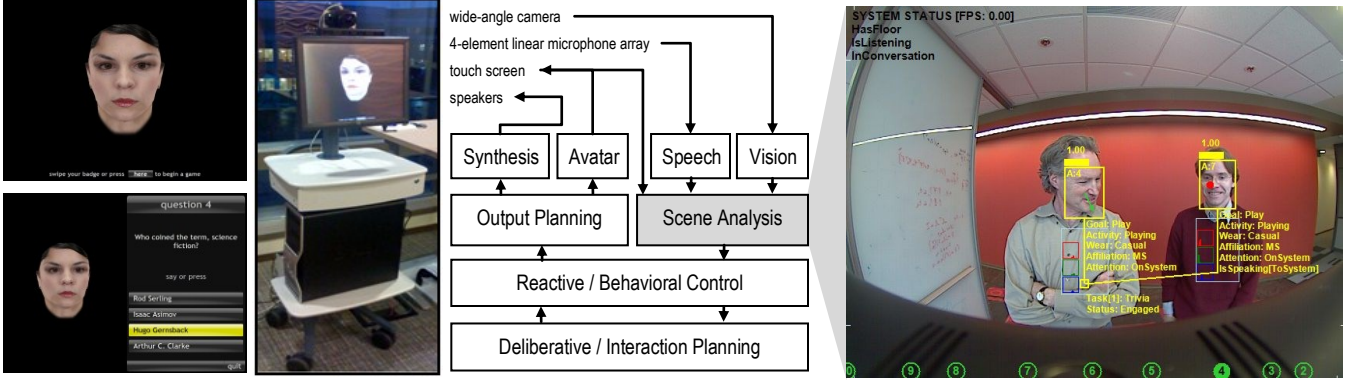 swipe your badge or press here to begin a game
question 4
Who coined the term, science
fiction?
say or press
Rod Serling
Isaac Asimov
Hugo Gernsback
Arthur C. Clarke
quit
wide-angle camera
4-element linear microphone array
touch screen
speakers
Synthesis
Avatar
Speech
Vision
Output Planning
Scene Analysis
Reactive / Behavioral Control
Deliberative / Interaction Planning
SYSTEM STATUS [FPS: 0.00]
HasFloor
IsListening
InConversation
1.00
A:4
Goal: Play
Activity: Playing
Wear: Casual
Affiliation: MS
Attention: OnSystem
Task[1]: Trivia
Status: Engaged
1.00
A:7
Goal: Play
Activity: Playing
Wear: Casual
Affiliation: MS
Attention: OnSystem
IsSpeaking[ToSystem]
0 9 8 7 6 5 4 3 2